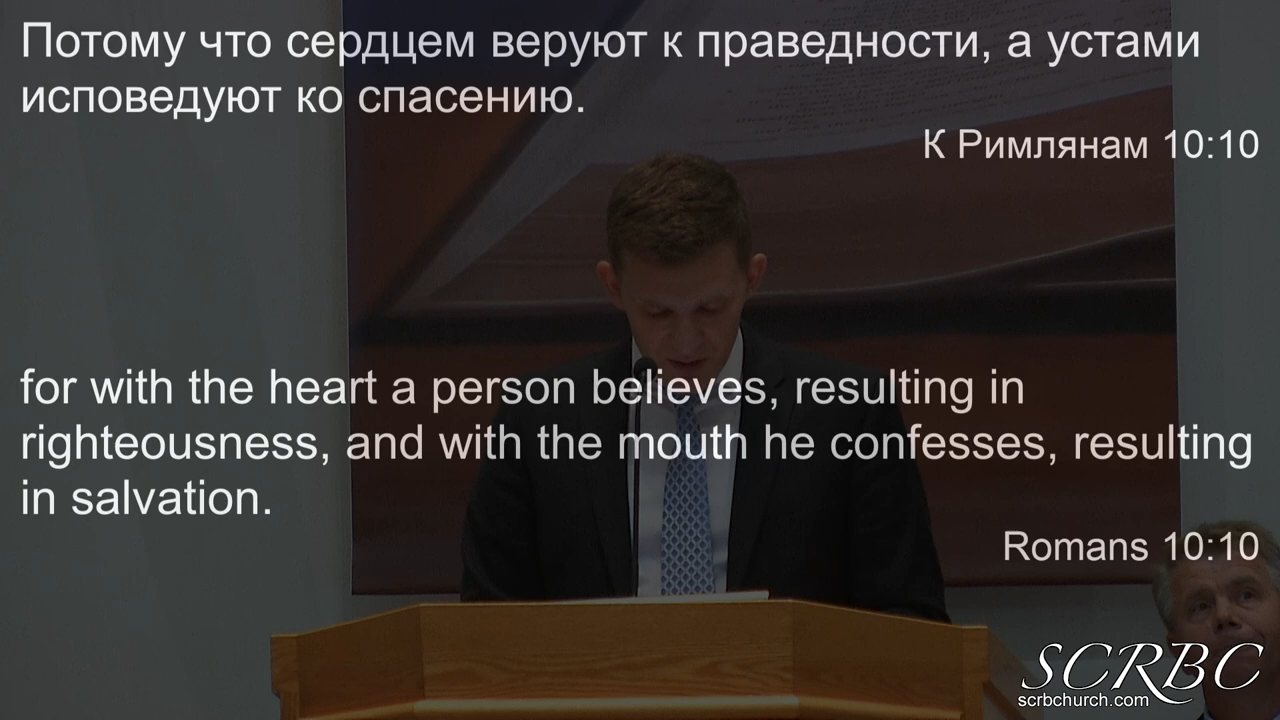 Потому что сердцем веруют к праведности, а устами
исповедуют ко спасению.
К Римлянам 10:10
for with the heart a person believes, resulting in
righteousness, and with the mouth he confesses, resulting
in salvation.
Romans 10:10
SCRBC
scrbchurch.com